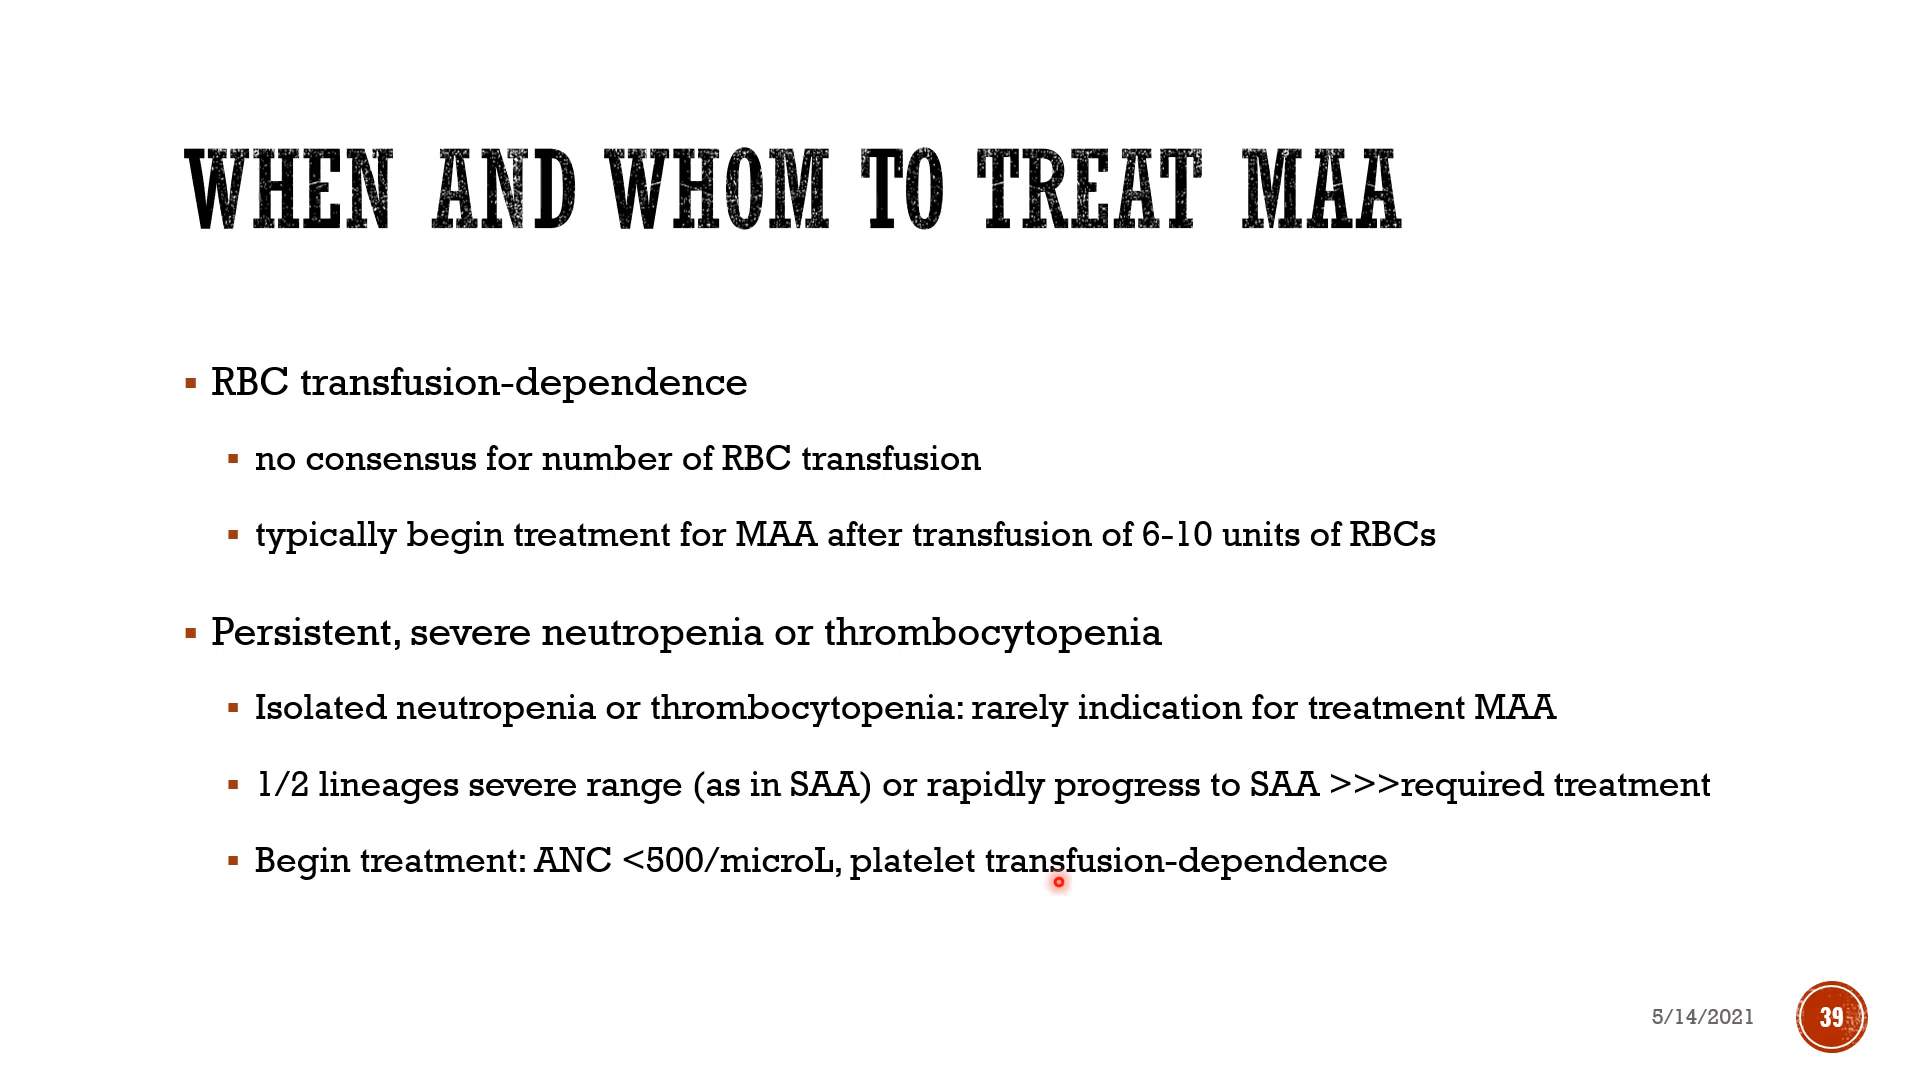 WHEN AND WHOM TO TREAT MAA
RBC transfusion-dependence
no consensus for number of RBC transfusion
typically begin treatment for MAA after transfusion of 6-10 units of RBCs
Persistent, severe neutropenia or thrombocytopenia
Isolated neutropenia or thrombocytopenia: rarely indication for treatment MAA
1/2 lineages severe range (as in SAA) or rapidly progress to SAA >>>required treatment
Begin treatment: ANC <500/microL, platelet transfusion-dependence
5/14/2021
39